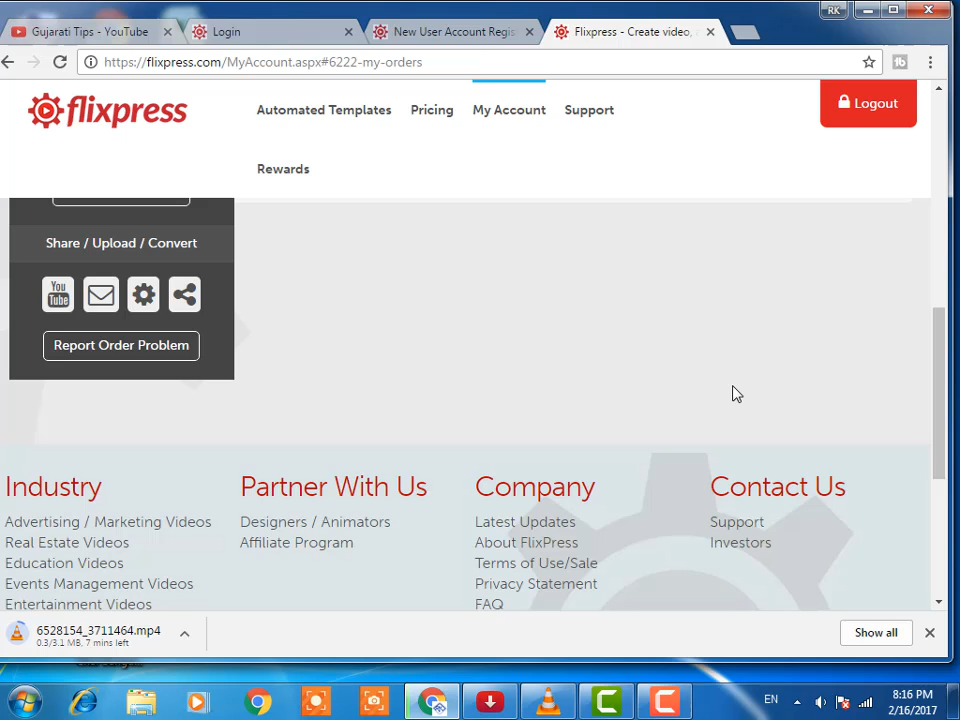 RK
Gujarati Tips - YouTube
Login
New User Account Regis
Flixpress - Create video,
https://flixpress.com/MyAccount.aspx#6222-my-orders
flixpress
Automated Templates
Pricing
My Account
Support
Logout
Rewards
Share / Upload / Convert
You Tube
Report Order Problem
Industry
Partner With Us
Company
Contact Us
Advertising / Marketing Videos
Designers / Animators
Latest Updates
Support
Real Estate Videos
Affiliate Program
About FlixPress
Investors
Education Videos
Terms of Use/Sale
Events Management Videos
Privacy Statement
Entertainment Videos
FAQ
6528154_3711464.mp4
0.3/3.1 MB, 7 mins left
Show all
EN
8:16 PM
2/16/2017